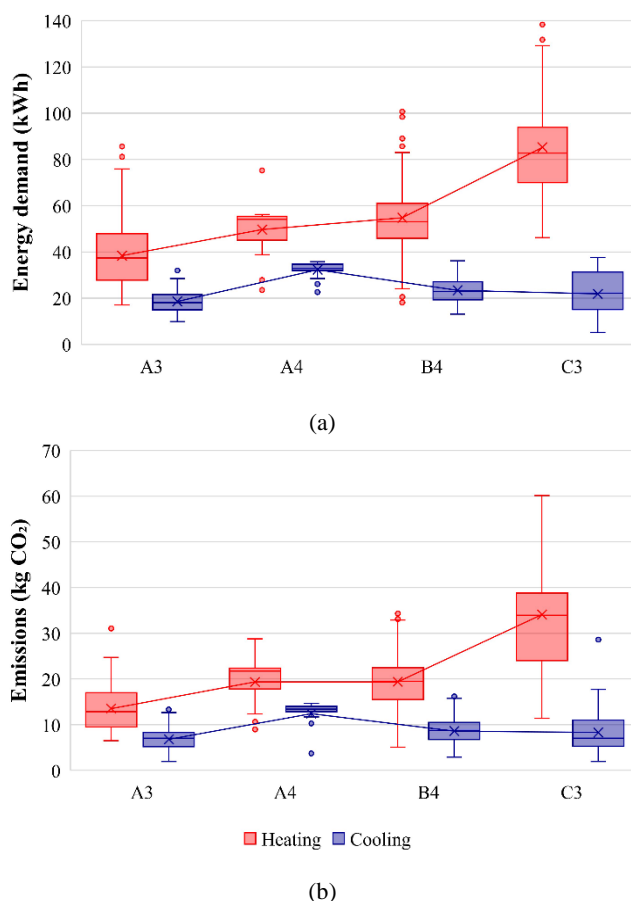 Energy demand (kWh)
140
120
100
80
60
40
20
0
A3 A4 B4 C3
(a)
Emissions (kg CO₂)
70
60
50
40
30
20
10
0
A3 A4 B4 C3
Heating Cooling
(b)